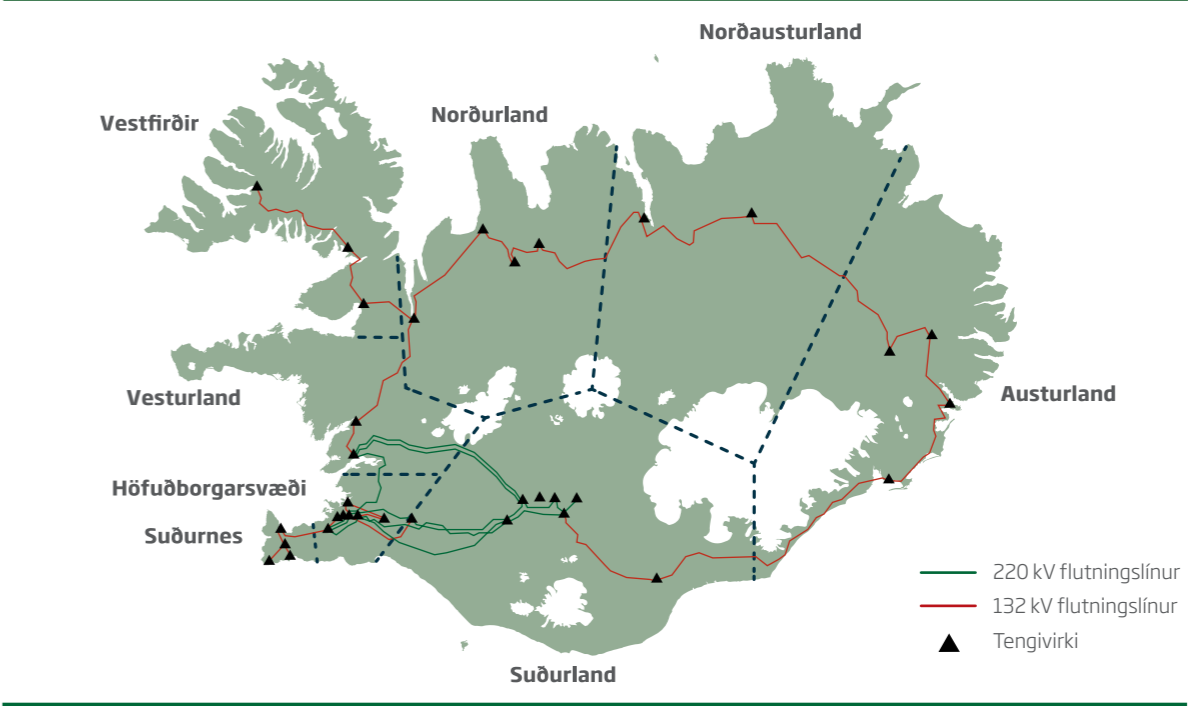 Norðausturland
Norðurland
Vestfirðir
Vesturland
Austurland
Höfuðborgarsvæði
Suðurnes
220 kV flutningslínur
132 kV flutningslínur
Tengivirki
Suðurland